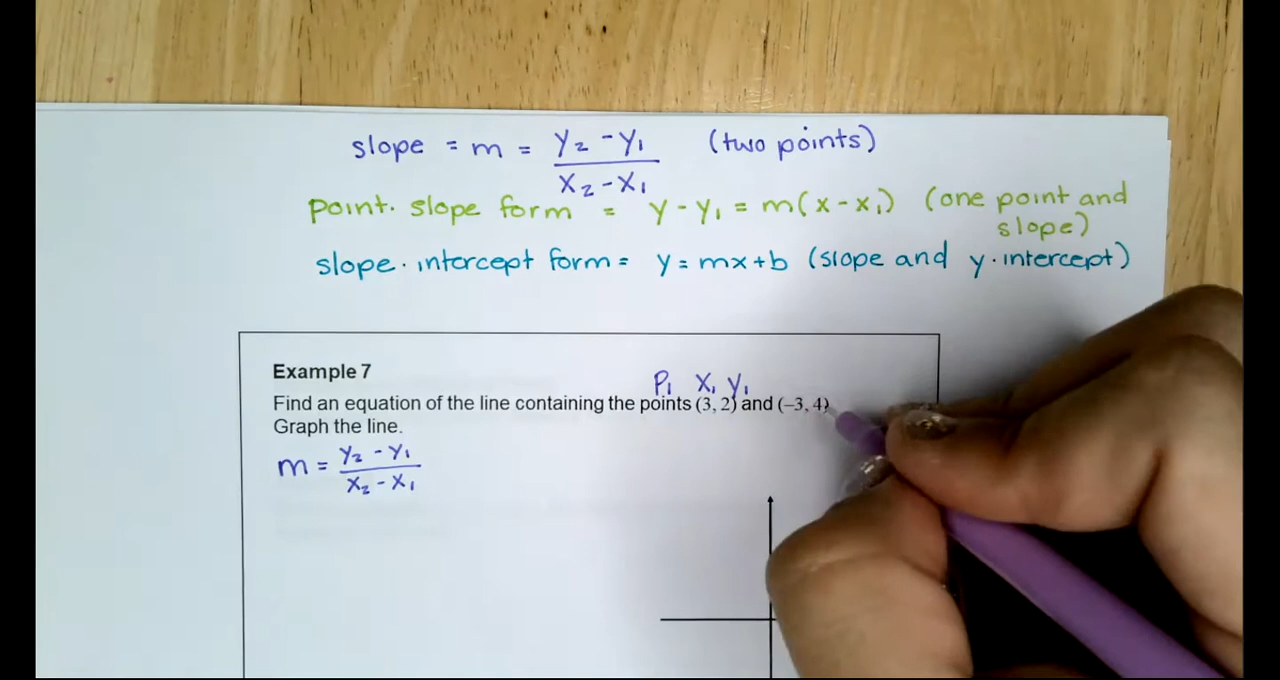 slope = m = y₂ - y₁ / x₂ - x₁ (two points)
point-slope form = y - y₁ = m(x - x₁) (one point and slope)
slope-intercept form = y = mx + b (slope and y-intercept)
Example 7
P₁ x₁ y₁
Find an equation of the line containing the points (3, 2) and (–3, 4)
Graph the line.
m = y₂ - y₁ / x₂ - x₁